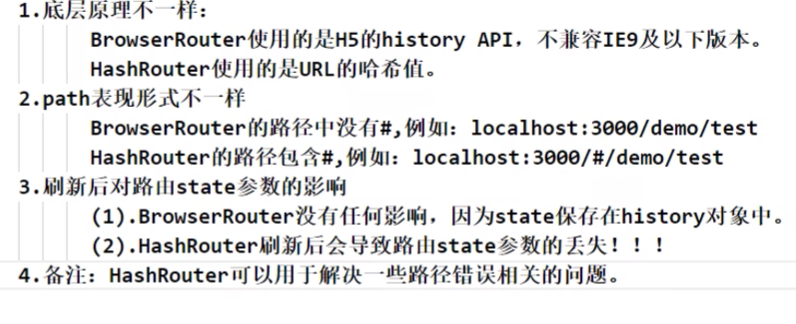 1.底层原理不一样:
BrowserRouter使用的是H5的history API，不兼容IE9及以下版本。
HashRouter使用的是URL的哈希值。
2.path表现形式不一样
BrowserRouter的路径中没有#,例如：localhost:3000/demo/test
HashRouter的路径包含#,例如：localhost:3000/#/demo/test
3.刷新后对路由state参数的影响
(1).BrowserRouter没有任何影响，因为state保存在history对象中。
(2).HashRouter刷新后会导致路由state参数的丢失！！！
4.备注：HashRouter可以用于解决一些路径错误相关的问题。